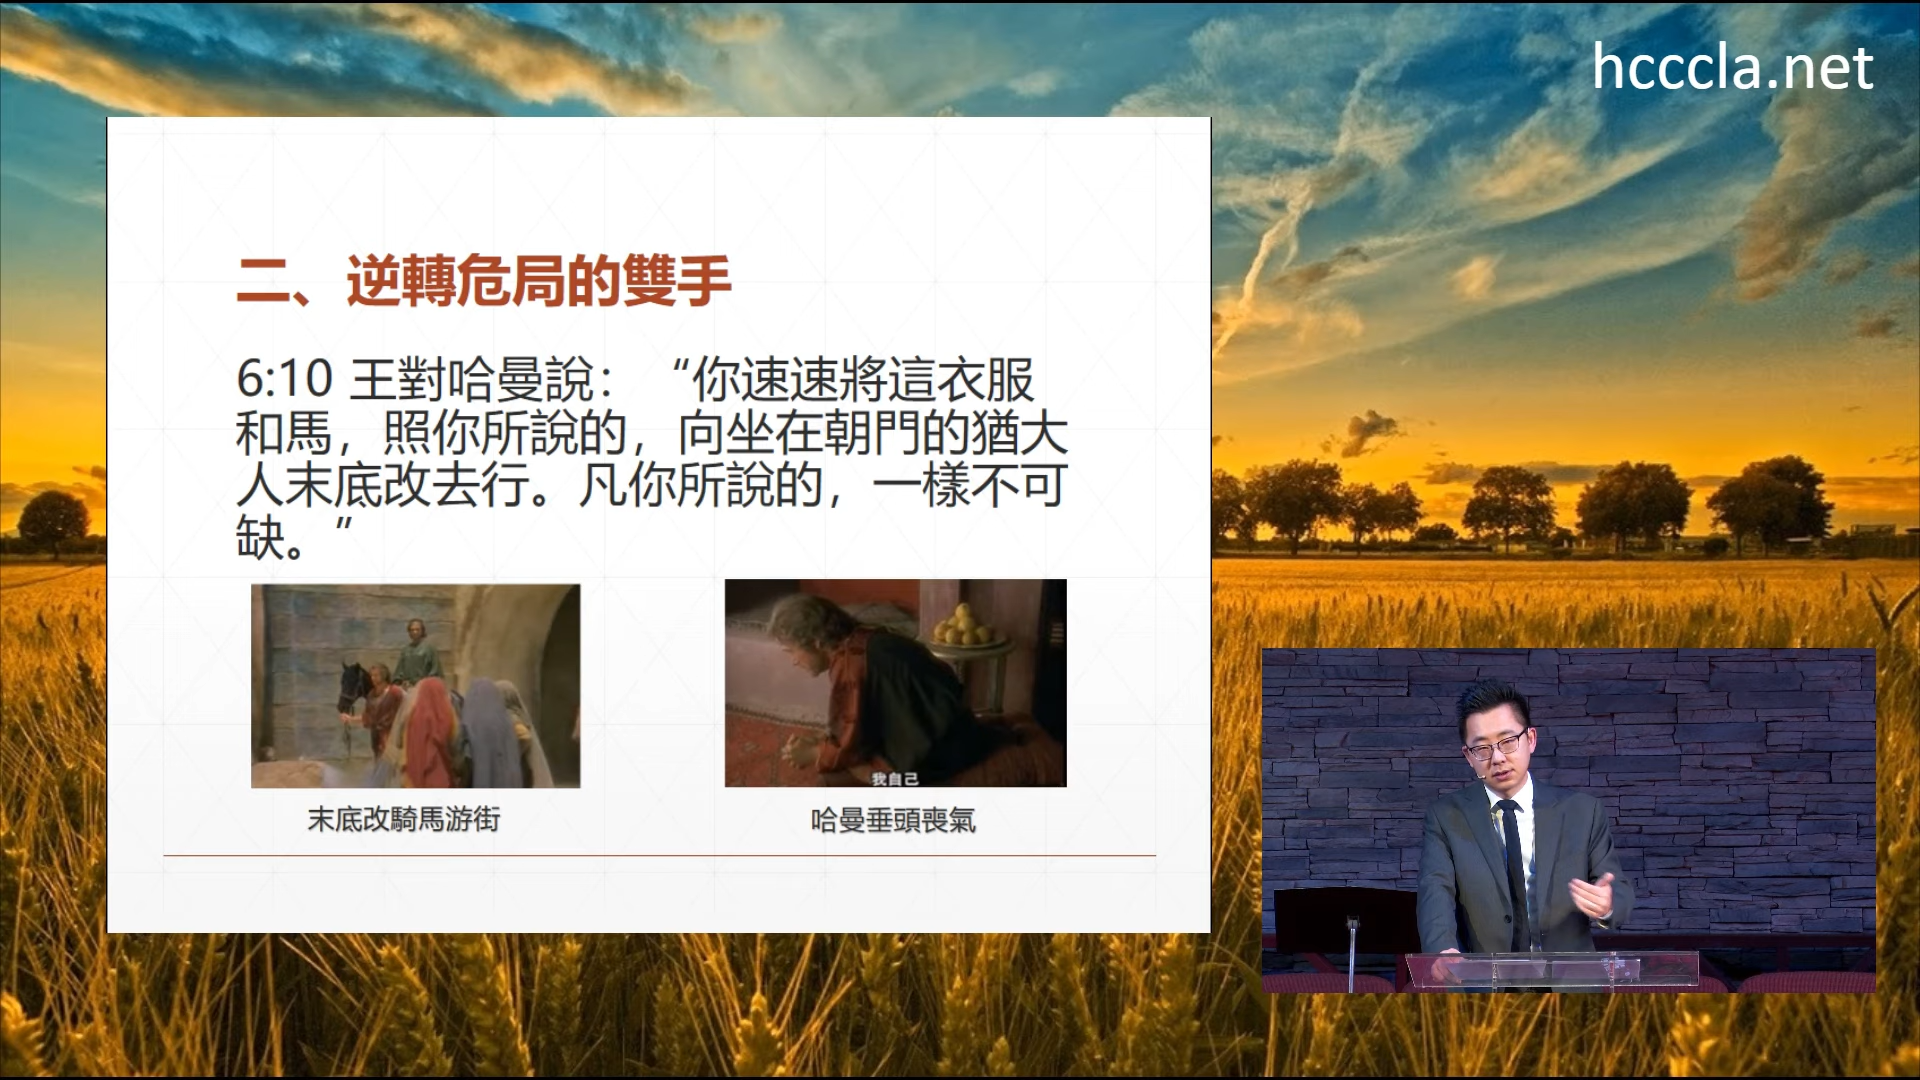 hcccla.net
二、逆轉危局的雙手
6:10 王對哈曼說：“你速速將這衣服
和馬，照你所說的，向坐在朝門的猶大
人末底改去行。凡你所說的，一樣不可
缺。”
我自己
末底改騎馬游街
哈曼垂頭喪氣